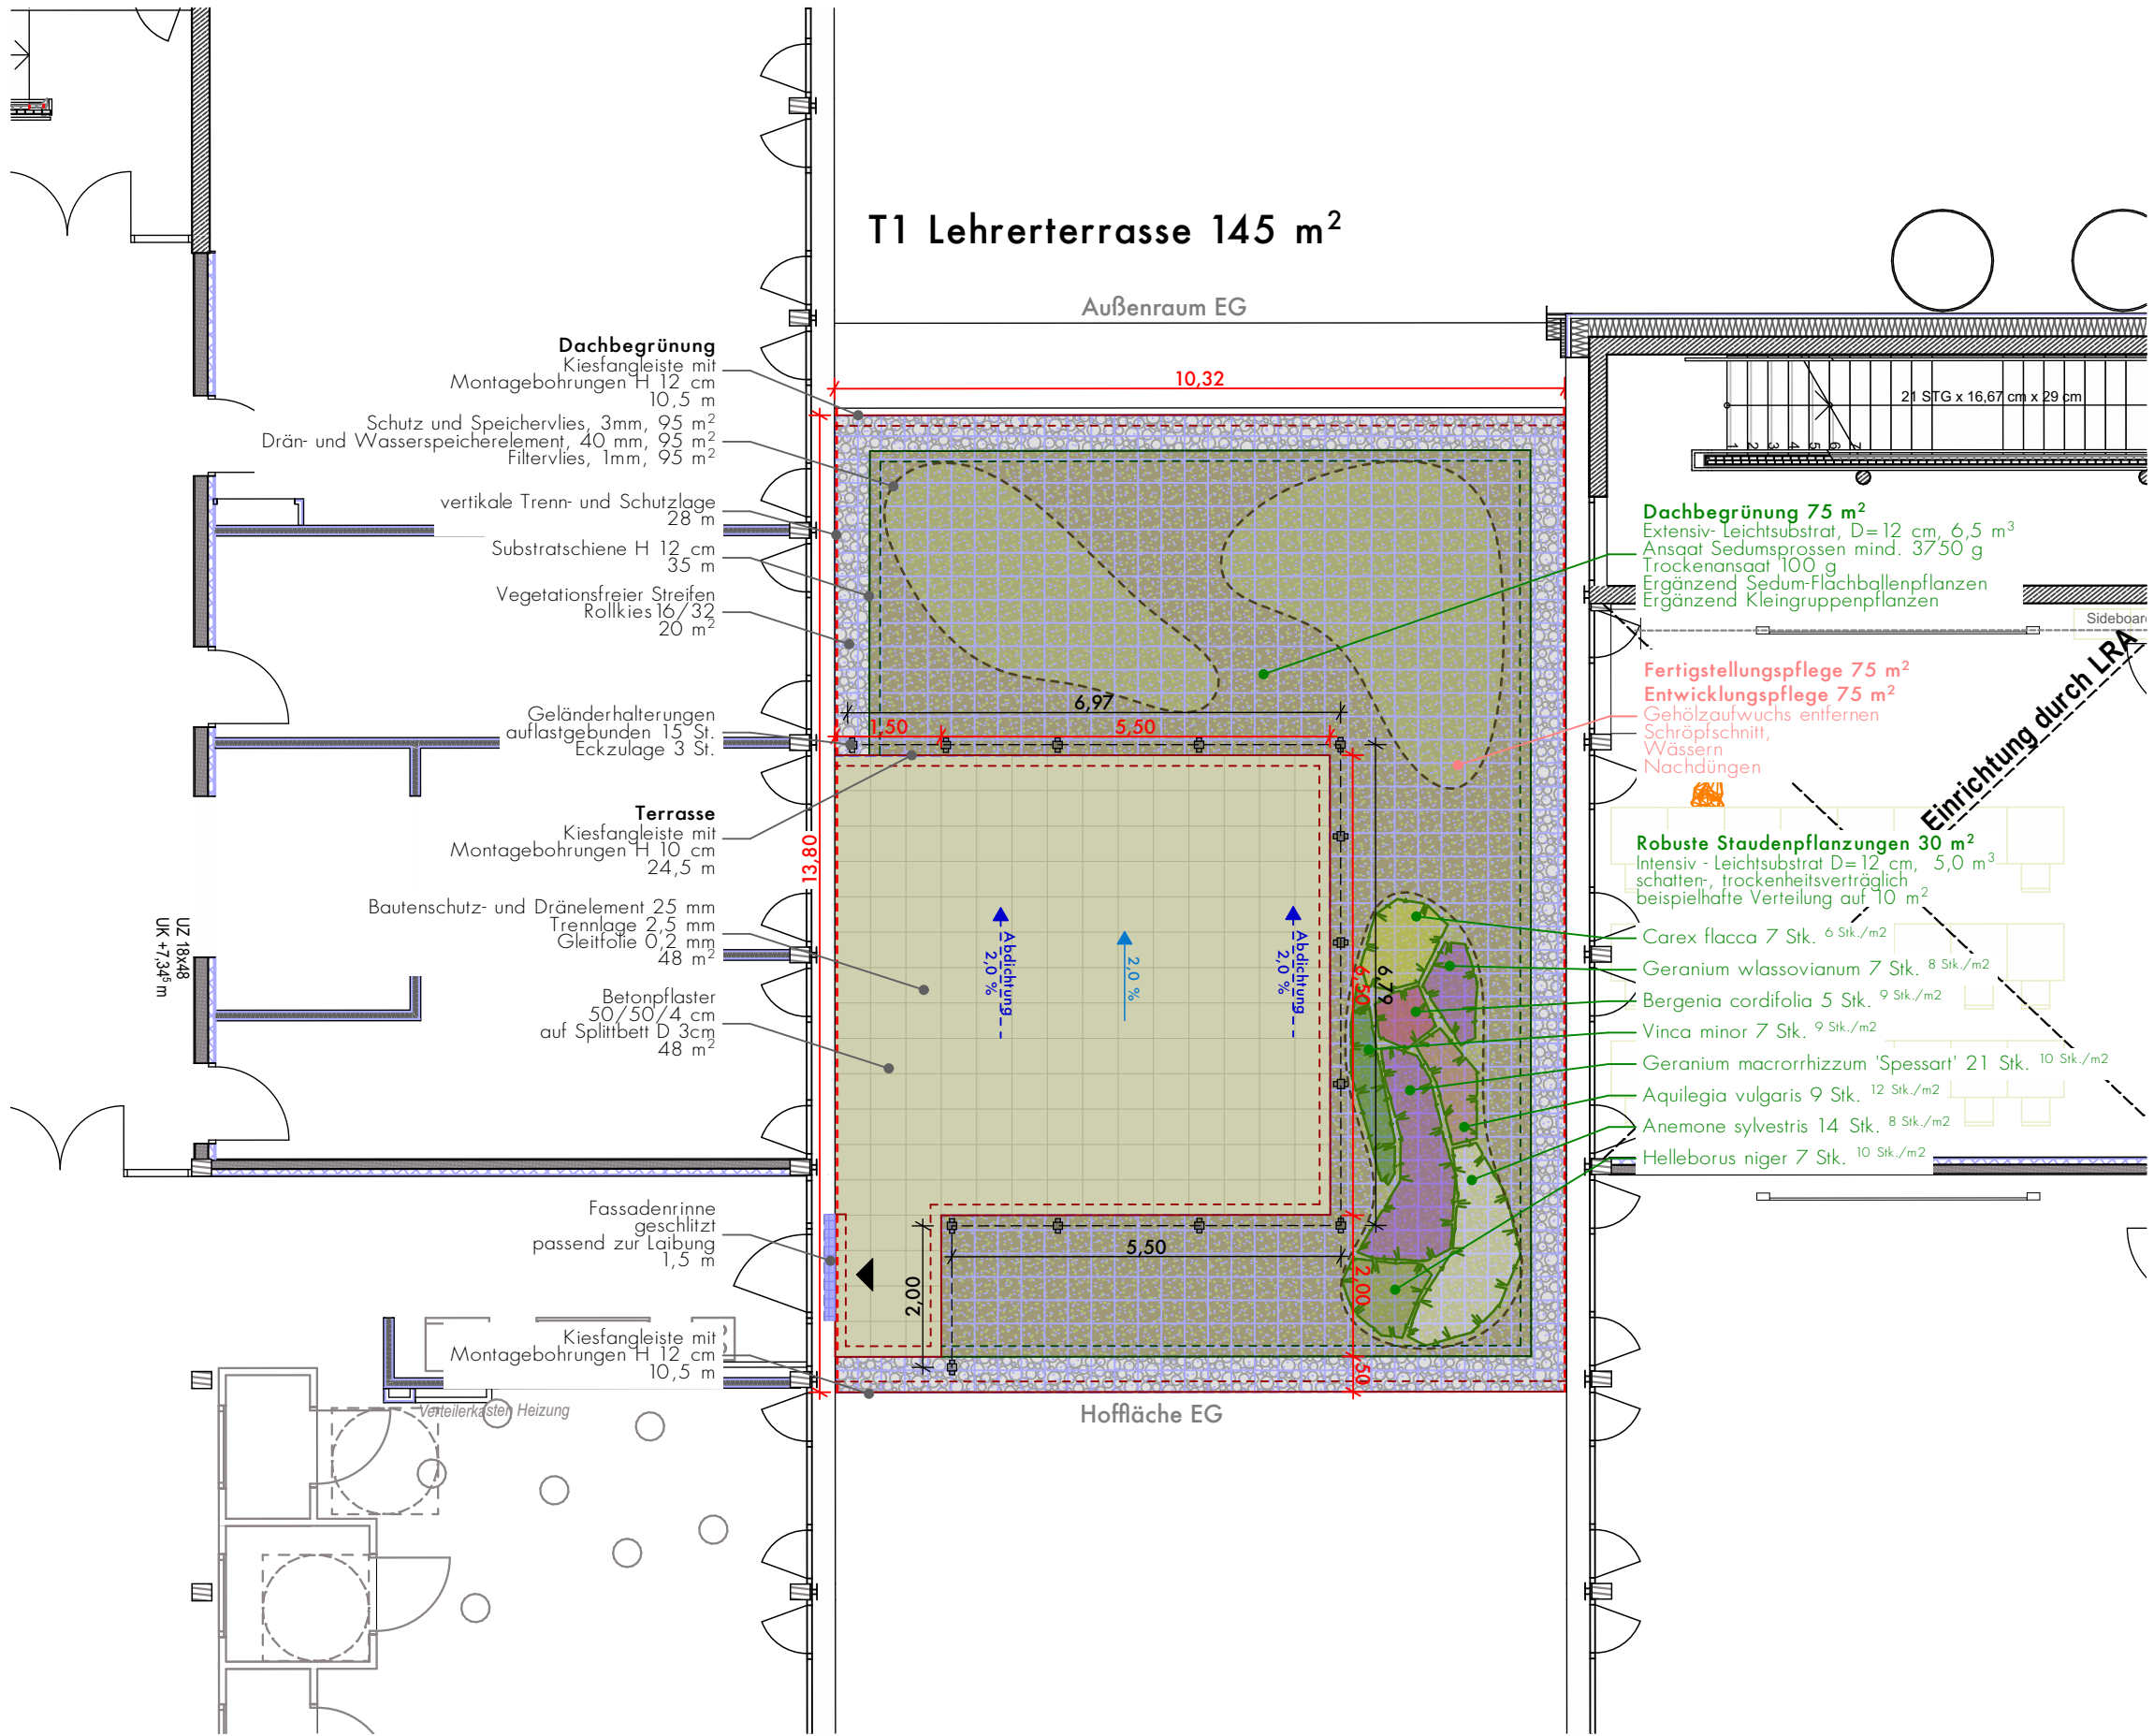 T1 Lehrerterrasse 145 m²
Außenraum EG
10,32
Dachbegrünung
Kiesfangleiste mit
Montagebohrungen H 12 cm
10,5 m
Schutz und Speichervlies, 3mm, 95 m²
Drän- und Wasserspeicherelement, 40 mm, 95 m²
Filtervlies, 1mm, 95 m²
vertikale Trenn- und Schutzlage
28 m
Substratschiene H 12 cm
35 m
Vegetationsfreier Streifen
Rollkies 16/32
20 m²
Geländerhalterungen
auflastgebunden 15 St.
Eckzulage 3 St.
Terrasse
Kiesfangleiste mit
Montagebohrungen H 10 cm
24,5 m
Bautenschutz- und Dränelement 25 mm
Trennlage 2,5 mm
Gleitfolie 0,2 mm
48 m²
Betonpflaster
50/50/4 cm
auf Splittbett D 3cm
48 m²
Fassadenrinne
geschlitzt
passend zur Laibung
1,5 m
Kiesfangleiste mit
Montagebohrungen H 12 cm
10,5 m
Verteilerkasten Heizung
UZ 18x48
UK +7,34⁵ m
13,80
6,97
1,50
5,50
Abdichtung
2,0 %
2,0 %
Abdichtung
2,0 %
6,50
6,79
5,50
2,00
2,00
50
Hoffläche EG
21 STG x 16,67 cm x 29 cm
1
2
3
4
5
6
7
Dachbegrünung 75 m²
Extensiv- Leichtsubstrat, D=12 cm, 6,5 m³
Ansaat Sedumsprossen mind. 3750 g
Trockenansaat 100 g
Ergänzend Sedum-Flachballenpflanzen
Ergänzend Kleingruppenpflanzen
Sideboar
Einrichtung durch LRA
Fertigstellungspflege 75 m²
Entwicklungspflege 75 m²
Gehölzaufwuchs entfernen
Schröpfschnitt,
Wässern
Nachdüngen
Robuste Staudenpflanzungen 30 m²
Intensiv - Leichtsubstrat D=12 cm, 5,0 m³
schatten-, trockenheitsverträglich
beispielhafte Verteilung auf 10 m²
Carex flacca 7 Stk. 6 Stk./m2
Geranium wlassovianum 7 Stk. 8 Stk./m2
Bergenia cordifolia 5 Stk. 9 Stk./m2
Vinca minor 7 Stk. 9 Stk./m2
Geranium macrorrhizzum 'Spessart' 21 Stk. 10 Stk./m2
Aquilegia vulgaris 9 Stk. 12 Stk./m2
Anemone sylvestris 14 Stk. 8 Stk./m2
Helleborus niger 7 Stk. 10 Stk./m2